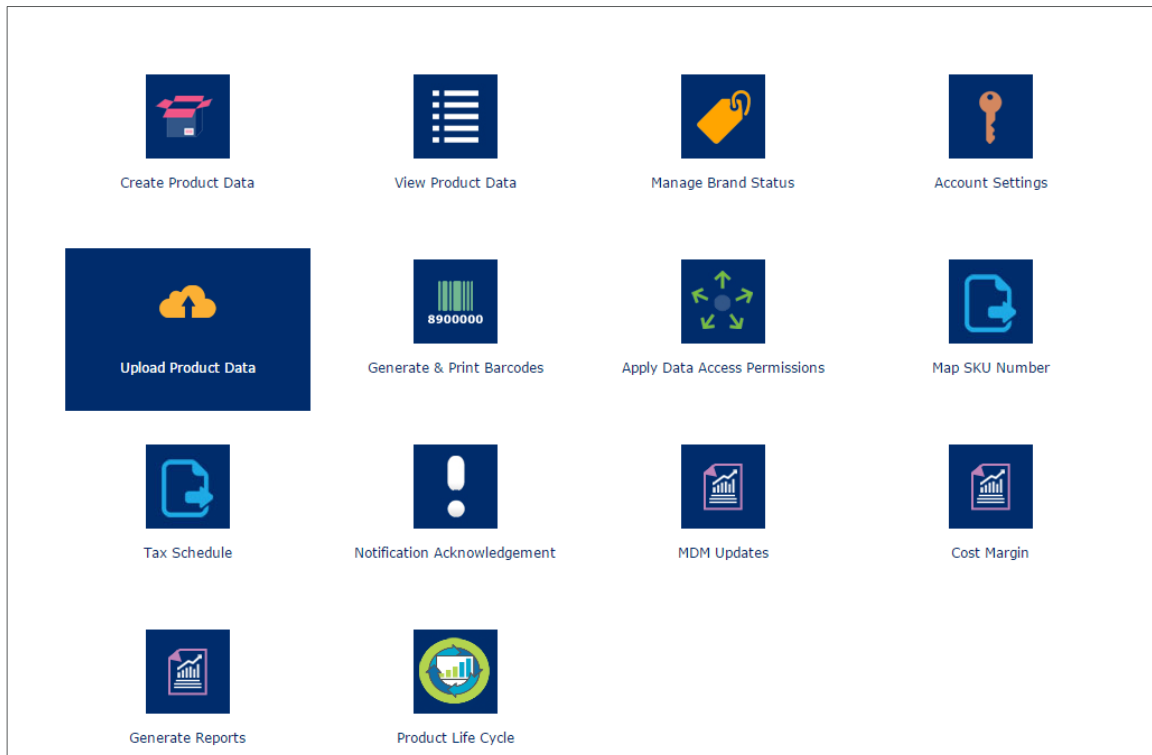 Create Product Data
View Product Data
Manage Brand Status
Account Settings
Upload Product Data
8900000
Generate & Print Barcodes
Apply Data Access Permissions
Map SKU Number
Tax Schedule
Notification Acknowledgement
MDM Updates
Cost Margin
Generate Reports
Product Life Cycle